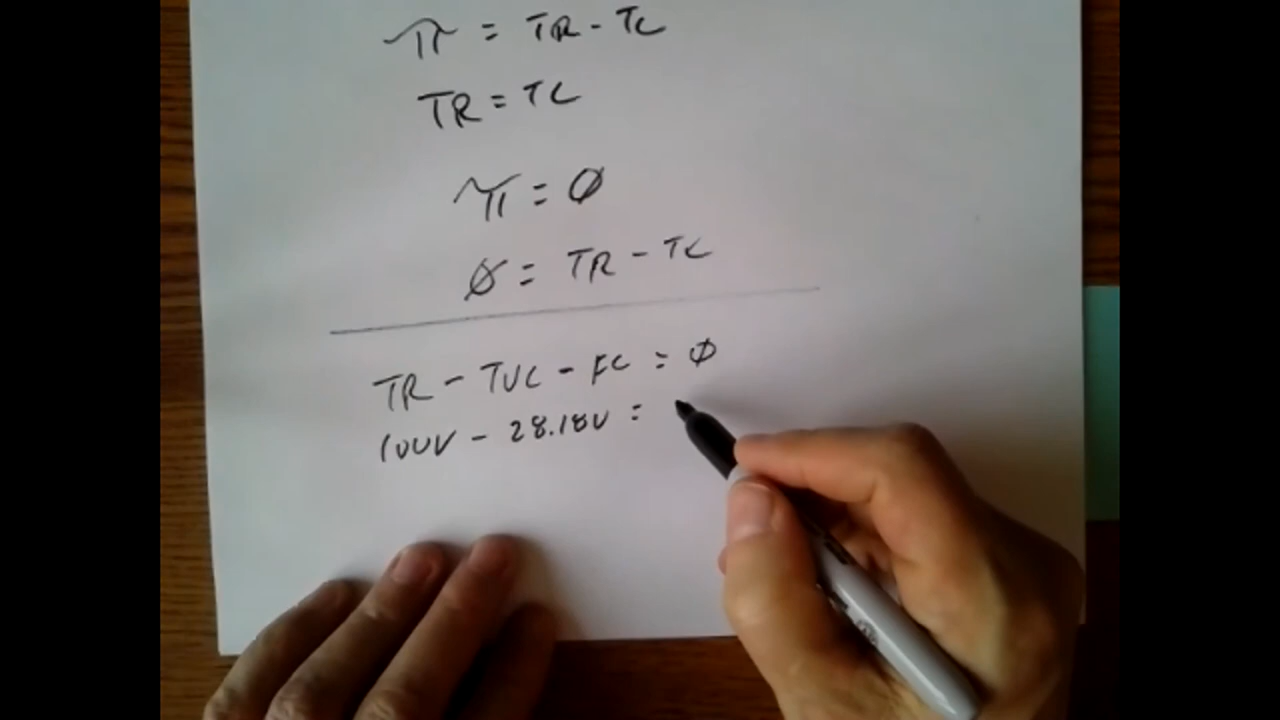 π = TR - TC
TR = TC
π = Ø
Ø = TR - TC
TR - TVC - FC = Ø
100V - 28.18V =